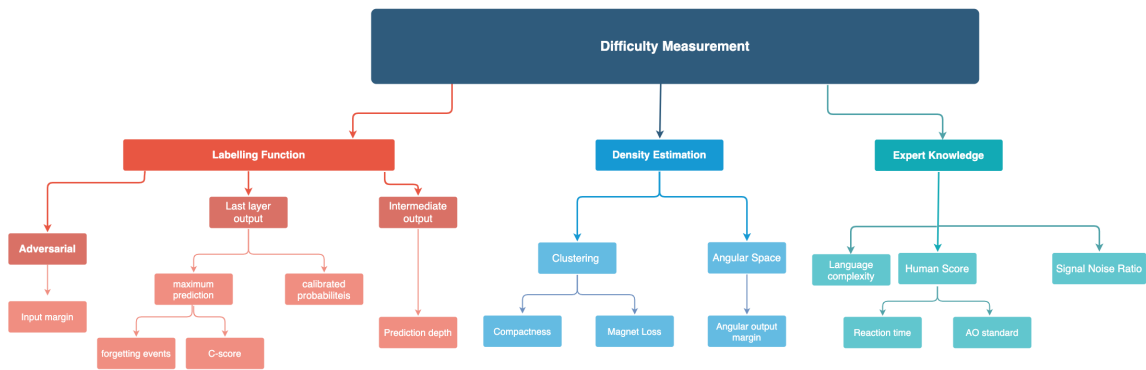 Difficulty Measurement
Labelling Function
Density Estimation
Expert Knowledge
Last layer
output
Intermediate
output
Adversarial
Clustering
Angular Space
Language
complexity
Human Score
Signal Noise Ratio
maximum
prediction
calibrated
probabiliteis
Input margin
Prediction depth
Compactness
Magnet Loss
Angular output
margin
Reaction time
AO standard
forgetting events
C-score